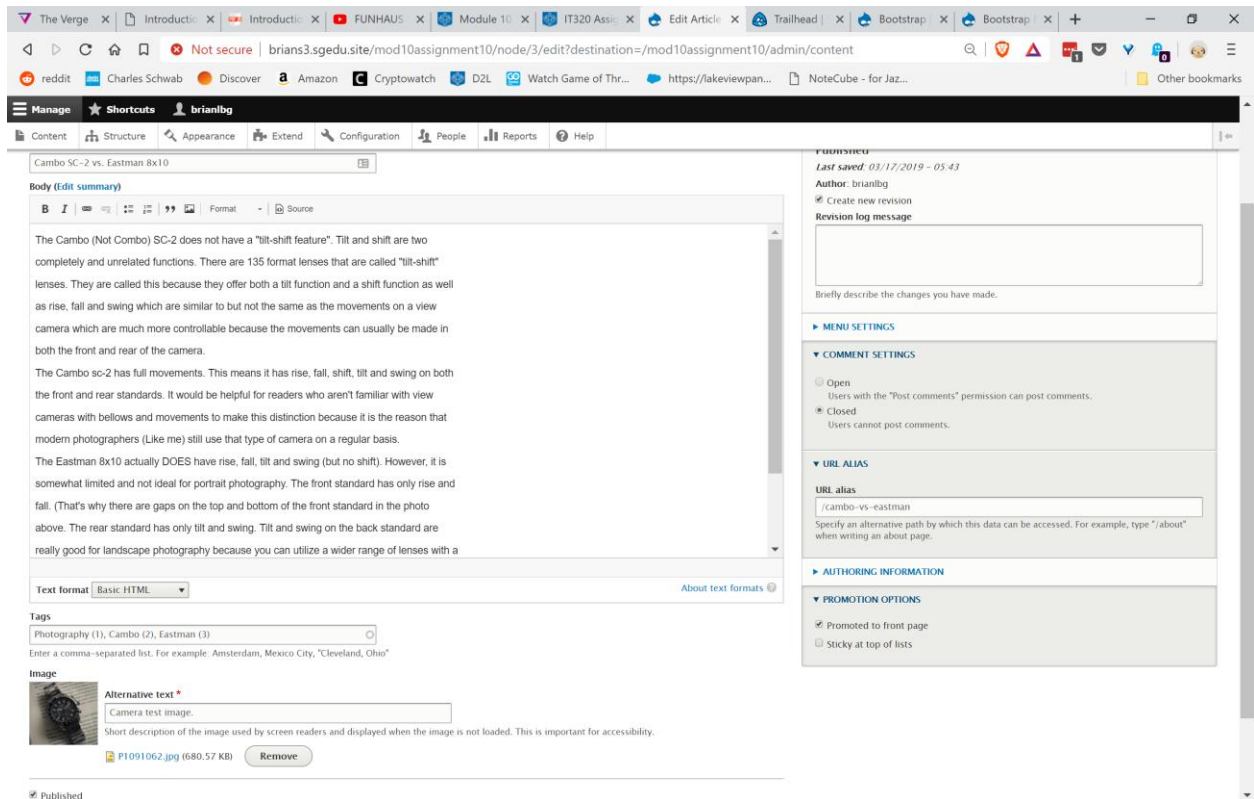 The Verge
Introductio
Introductic
FUNHAUS
Module 10
IT320 Assig
Edit Article
Trailhead |
Bootstrap
Bootstrap
Not secure | brians3.sgedu.site/mod10assignment10/node/3/edit?destination=/mod10assignment10/admin/content
1
0
reddit
Charles Schwab
Discover
Amazon
Cryptowatch
D2L
Watch Game of Thr...
https://lakeviewpan...
NoteCube - for Jaz...
Other bookmarks
Manage
Shortcuts
brianlbg
Content
Structure
Appearance
Extend
Configuration
People
Reports
Help
Cambo SC-2 vs. Eastman 8x10
Body (Edit summary)
B I
Format
Source
The Cambo (Not Combo) SC-2 does not have a "tilt-shift feature". Tilt and shift are two
completely and unrelated functions. There are 135 format lenses that are called "tilt-shift"
lenses. They are called this because they offer both a tilt function and a shift function as well
as rise, fall and swing which are similar to but not the same as the movements on a view
camera which are much more controllable because the movements can usually be made in
both the front and rear of the camera.
The Cambo sc-2 has full movements. This means it has rise, fall, shift, tilt and swing on both
the front and rear standards. It would be helpful for readers who aren't familiar with view
cameras with bellows and movements to make this distinction because it is the reason that
modern photographers (Like me) still use that type of camera on a regular basis.
The Eastman 8x10 actually DOES have rise, fall, tilt and swing (but no shift). However, it is
somewhat limited and not ideal for portrait photography. The front standard has only rise and
fall. (That's why there are gaps on the top and bottom of the front standard in the photo
above. The rear standard has only tilt and swing. Tilt and swing on the back standard are
really good for landscape photography because you can utilize a wider range of lenses with a
Text format Basic HTML
About text formats
Tags
Photography (1), Cambo (2), Eastman (3)
Enter a comma-separated list. For example: Amsterdam, Mexico City, "Cleveland, Ohio"
Image
Alternative text *
Camera test image.
Short description of the image used by screen readers and displayed when the image is not loaded. This is important for accessibility.
P1091062.jpg (680.57 KB)
Remove
Published
Published
Last saved: 03/17/2019 - 05:43
Author: brianlbg
Create new revision
Revision log message
Briefly describe the changes you have made.
MENU SETTINGS
COMMENT SETTINGS
Open
Users with the "Post comments" permission can post comments.
Closed
Users cannot post comments.
URL ALIAS
URL alias
/cambo-vs-eastman
Specify an alternative path by which this data can be accessed. For example, type "/about"
when writing an about page.
AUTHORING INFORMATION
PROMOTION OPTIONS
Promoted to front page
Sticky at top of lists